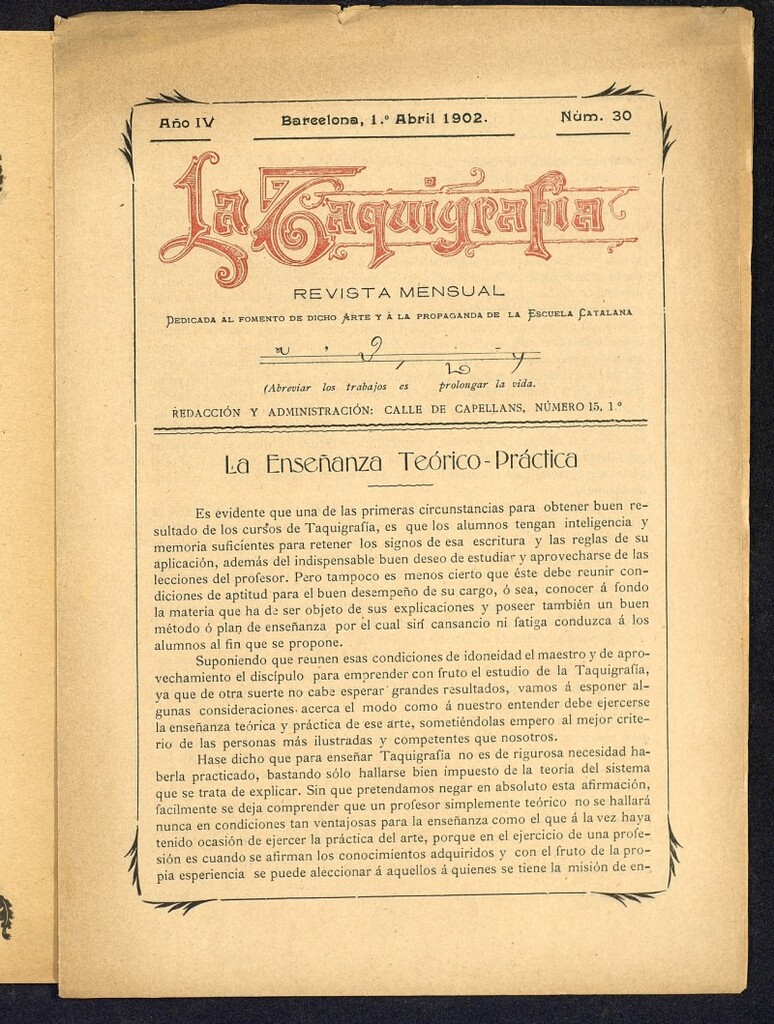 Año IV
Barcelona, 1.º Abril 1902.
Núm. 30
La Taquigrafía
REVISTA MENSUAL
DEDICADA AL FOMENTO DE DICHO ARTE Y Á LA PROPAGANDA DE LA ESCUELA CATALANA
(Abreviar los trabajos es prolongar la vida.
REDACCIÓN Y ADMINISTRACIÓN: CALLE DE CAPELLANS, NÚMERO 15, 1.º
LA ENSEÑANZA TEÓRICO-PRÁCTICA
Es evidente que una de las primeras circunstancias para obtener buen re-
sultado de los cursos de Taquigrafía, es que los alumnos tengan inteligencia y
memoria suficientes para retener los signos de esa escritura y las reglas de su
aplicación, además del indispensable buen deseo de estudiar y aprovecharse de las
lecciones del profesor. Pero tampoco es menos cierto que éste debe reunir con-
diciones de aptitud para el buen desempeño de su cargo, ó sea, conocer á fondo
la materia que ha de ser objeto de sus explicaciones y poseer también un buen
método ó plan de enseñanza por el cual sin cansancio ni fatiga conduzca á los
alumnos al fin que se propone.
Suponiendo que reunen esas condiciones de idoneidad el maestro y de apro-
vechamiento el discípulo para emprender con fruto el estudio de la Taquigrafía,
ya que de otra suerte no cabe esperar grandes resultados, vamos á esponer al-
gunas consideraciones acerca el modo como á nuestro entender debe ejercerse
la enseñanza teórica y práctica de ese arte, sometiéndolas empero al mejor crite-
rio de las personas más ilustradas y competentes que nosotros.
Hase dicho que para enseñar Taquigrafía no es de rigurosa necesidad ha-
berla practicado, bastando sólo hallarse bien impuesto de la teoría del sistema
que se trata de explicar. Sin que pretendamos negar en absoluto esta afirmación,
facilmente se deja comprender que un profesor simplemente teórico no se hallará
nunca en condiciones tan ventajosas para la enseñanza como el que á la vez haya
tenido ocasión de ejercer la práctica del arte, porque en el ejercicio de una profe-
sión es cuando se afirman los conocimientos adquiridos y con el fruto de la pro-
pia esperiencia se puede aleccionar á aquellos á quienes se tiene la misión de en-